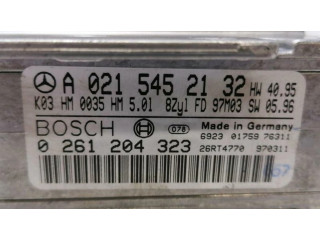 A 021 545 21 32 HW 40.95
K03 HM 0035 HM 5.0l 8Zyl FD 97M03 SW 05.96
BOSCH 078 Made in Germany
6923 01759 76311
0 261 204 323 26RT4770 970311